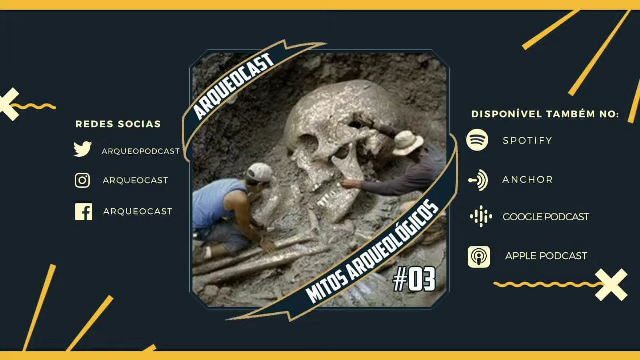 REDES SOCIAS
ARQUEOPODCAST
ARQUEOCAST
ARQUEOCAST
ARQUEOCAST
MITOS ARQUEOLÓGICOS
#03
DISPONÍVEL TAMBÉM NO:
SPOTIFY
ANCHOR
GOOGLE PODCAST
APPLE PODCAST